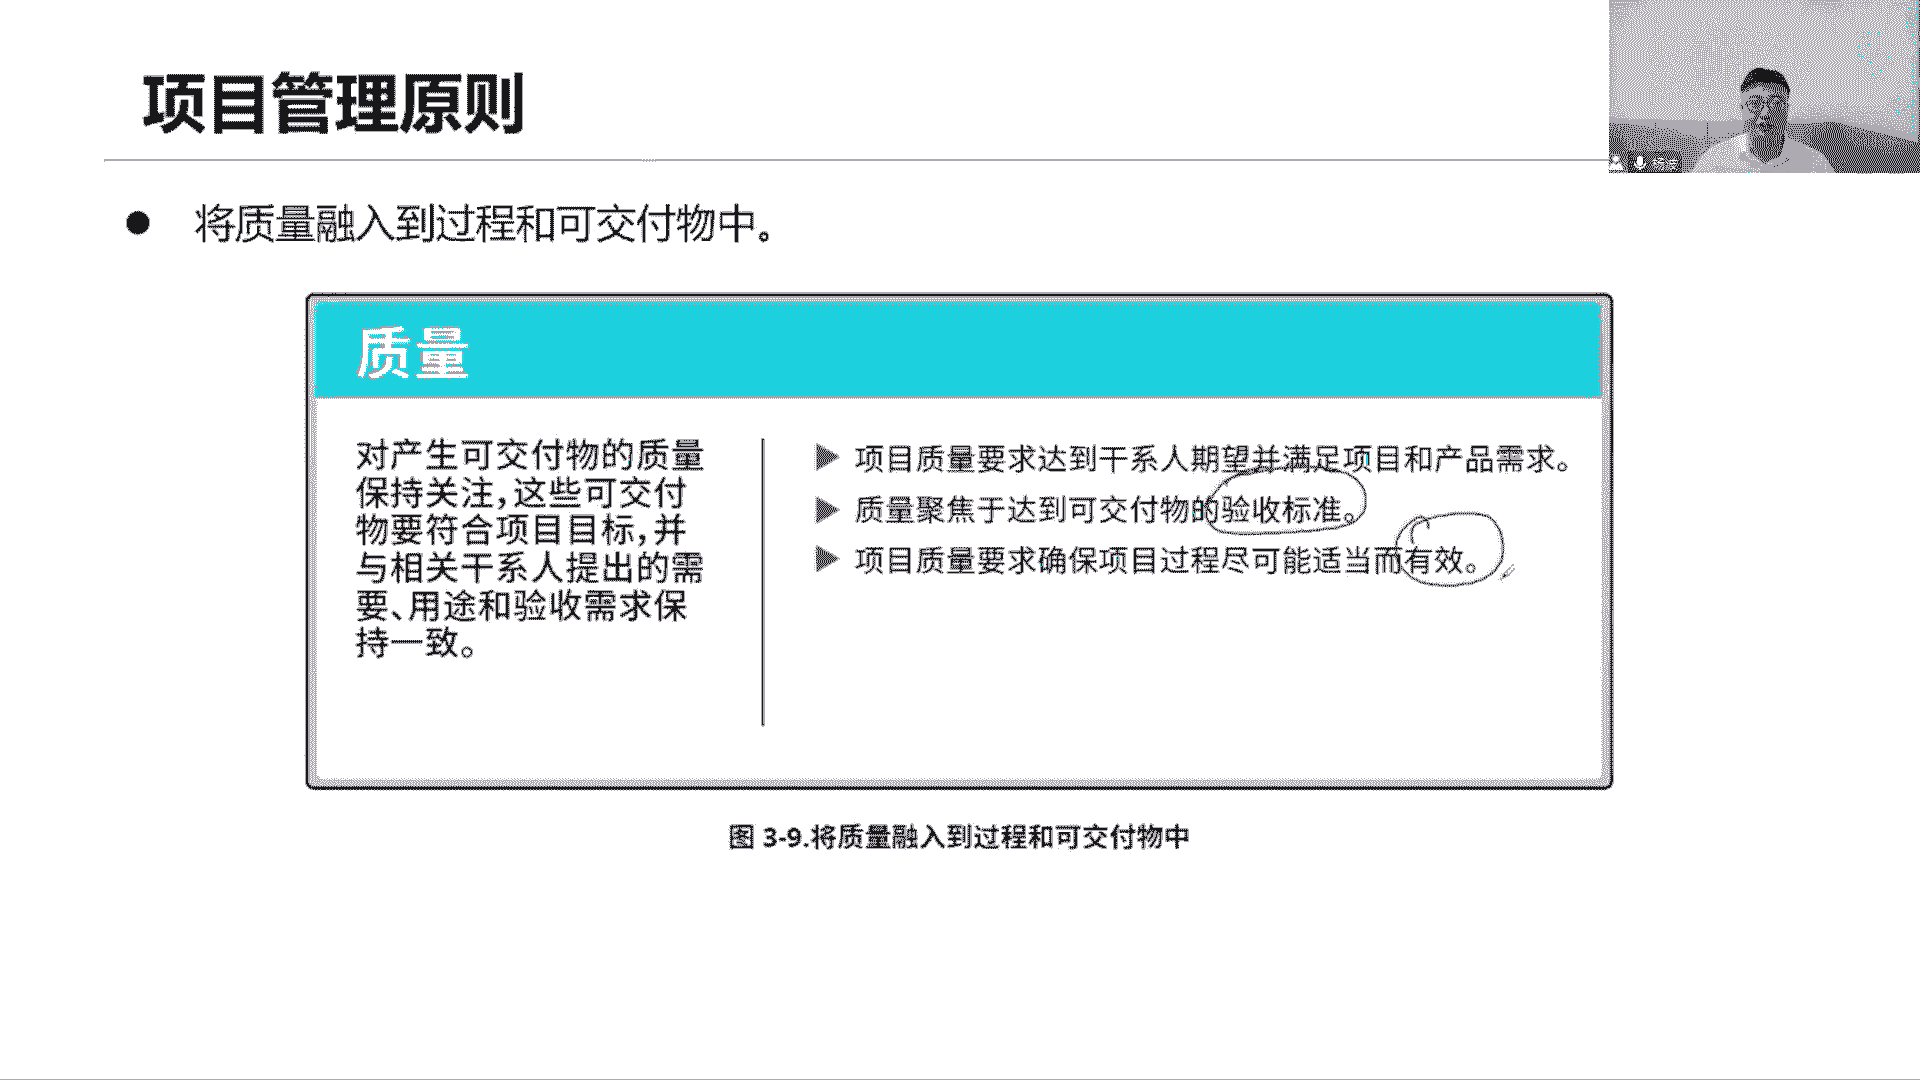 项目管理原则
将质量融入到过程和可交付物中。
质量
对产生可交付物的质量
保持关注，这些可交付
物要符合项目目标，并
与相关干系人提出的需
要、用途和验收需求保
持一致。
项目质量要求达到干系人期望并满足项目和产品需求。
质量聚焦于达到可交付物的验收标准。
项目质量要求确保项目过程尽可能适当而有效。
图 3-9.将质量融入到过程和可交付物中